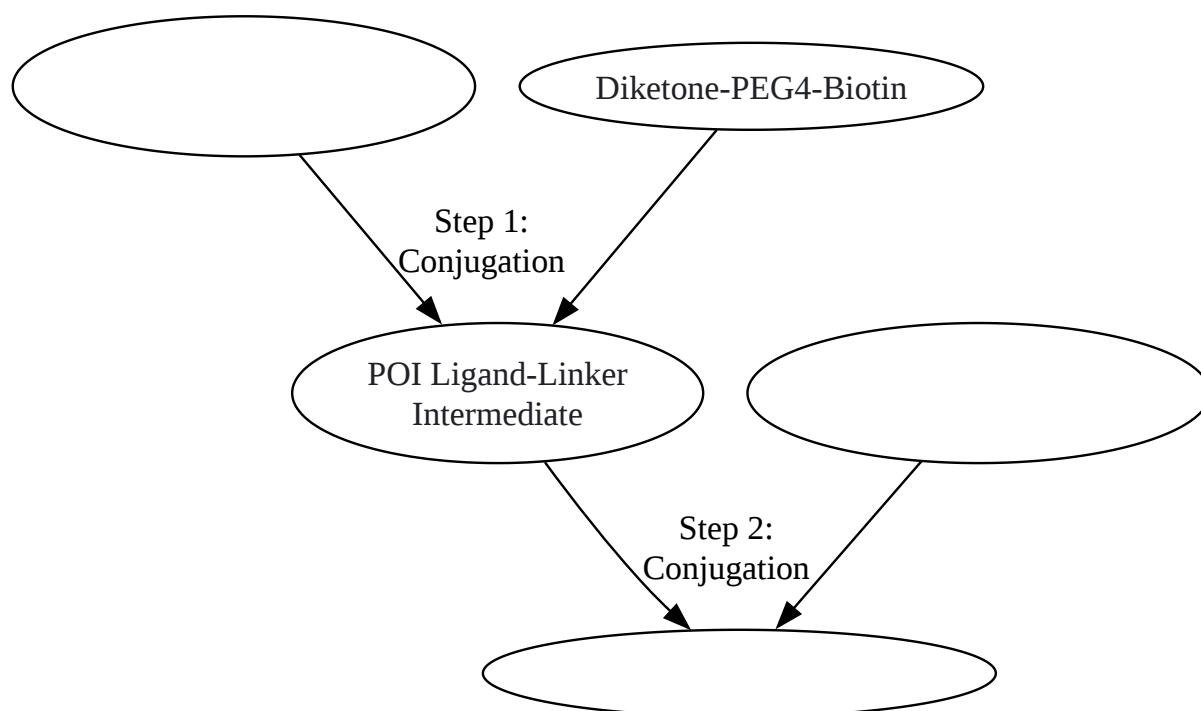 Diketone-PEG4-Biotin
Step 1:
Conjugation
POI Ligand-Linker
Intermediate
Step 2:
Conjugation